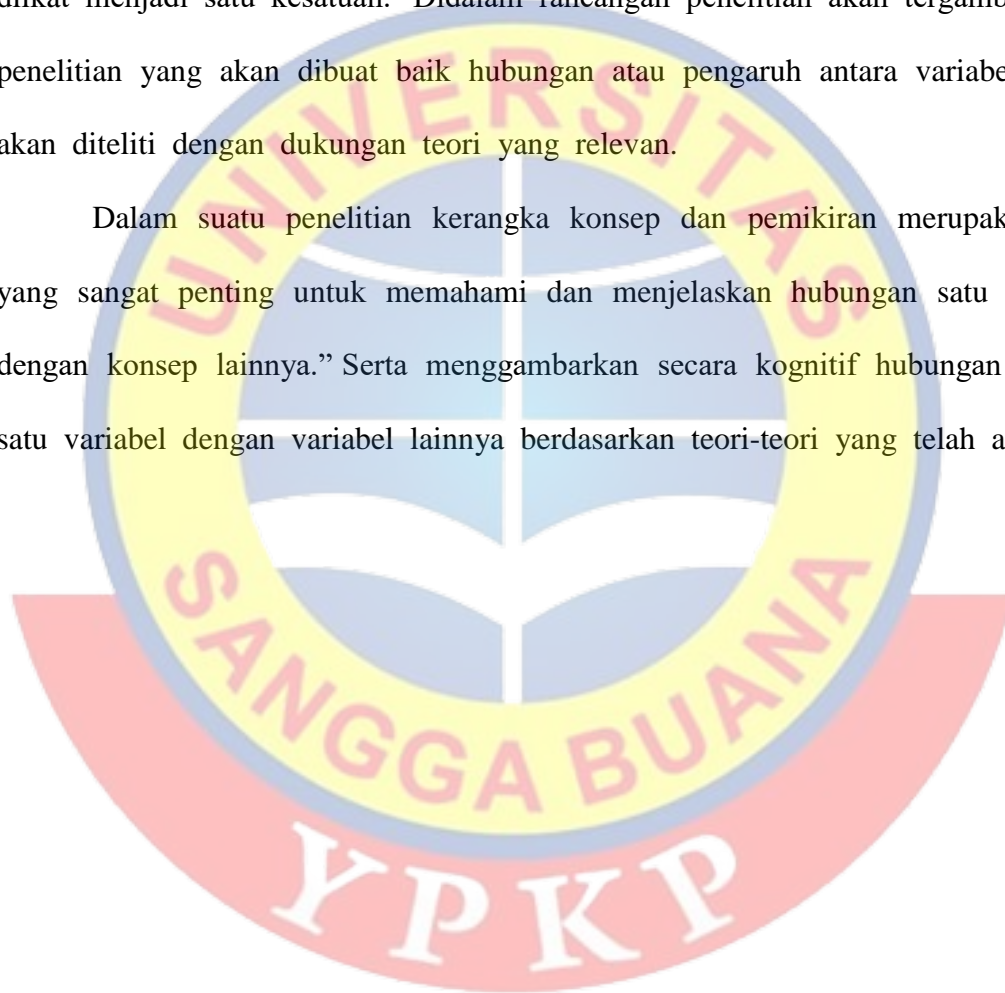 diikat menjadi satu kesatuan. Didalam rancangan penelitian akan
penelitian yang akan dibuat baik hubungan atau pengaruh antara
akan diteliti dengan dukungan teori yang relevan.
Dalam suatu penelitian kerangka konsep dan pemikiran
yang sangat penting untuk memahami dan menjelaskan hubungan satu
dengan konsep lainnya.” Serta menggambarkan secara kognitif hubungan
satu variabel dengan variabel lainnya berdasarkan teori-teori yang telah
UNIVERSITAS
SANGGA BUANA
YPKP